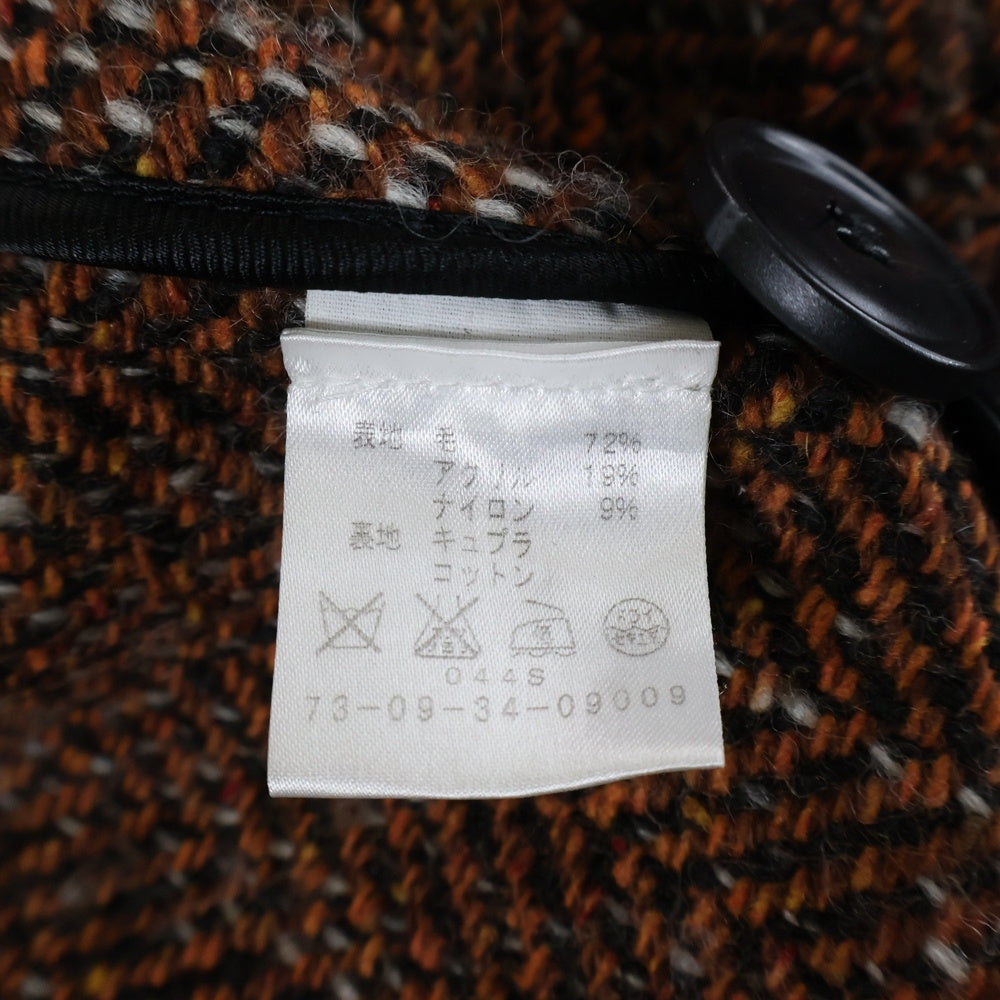 表地 毛 72%
アクリル 19%
ナイロン 9%
裏地 キュプラ
コットン
044S
73-09-34-09009